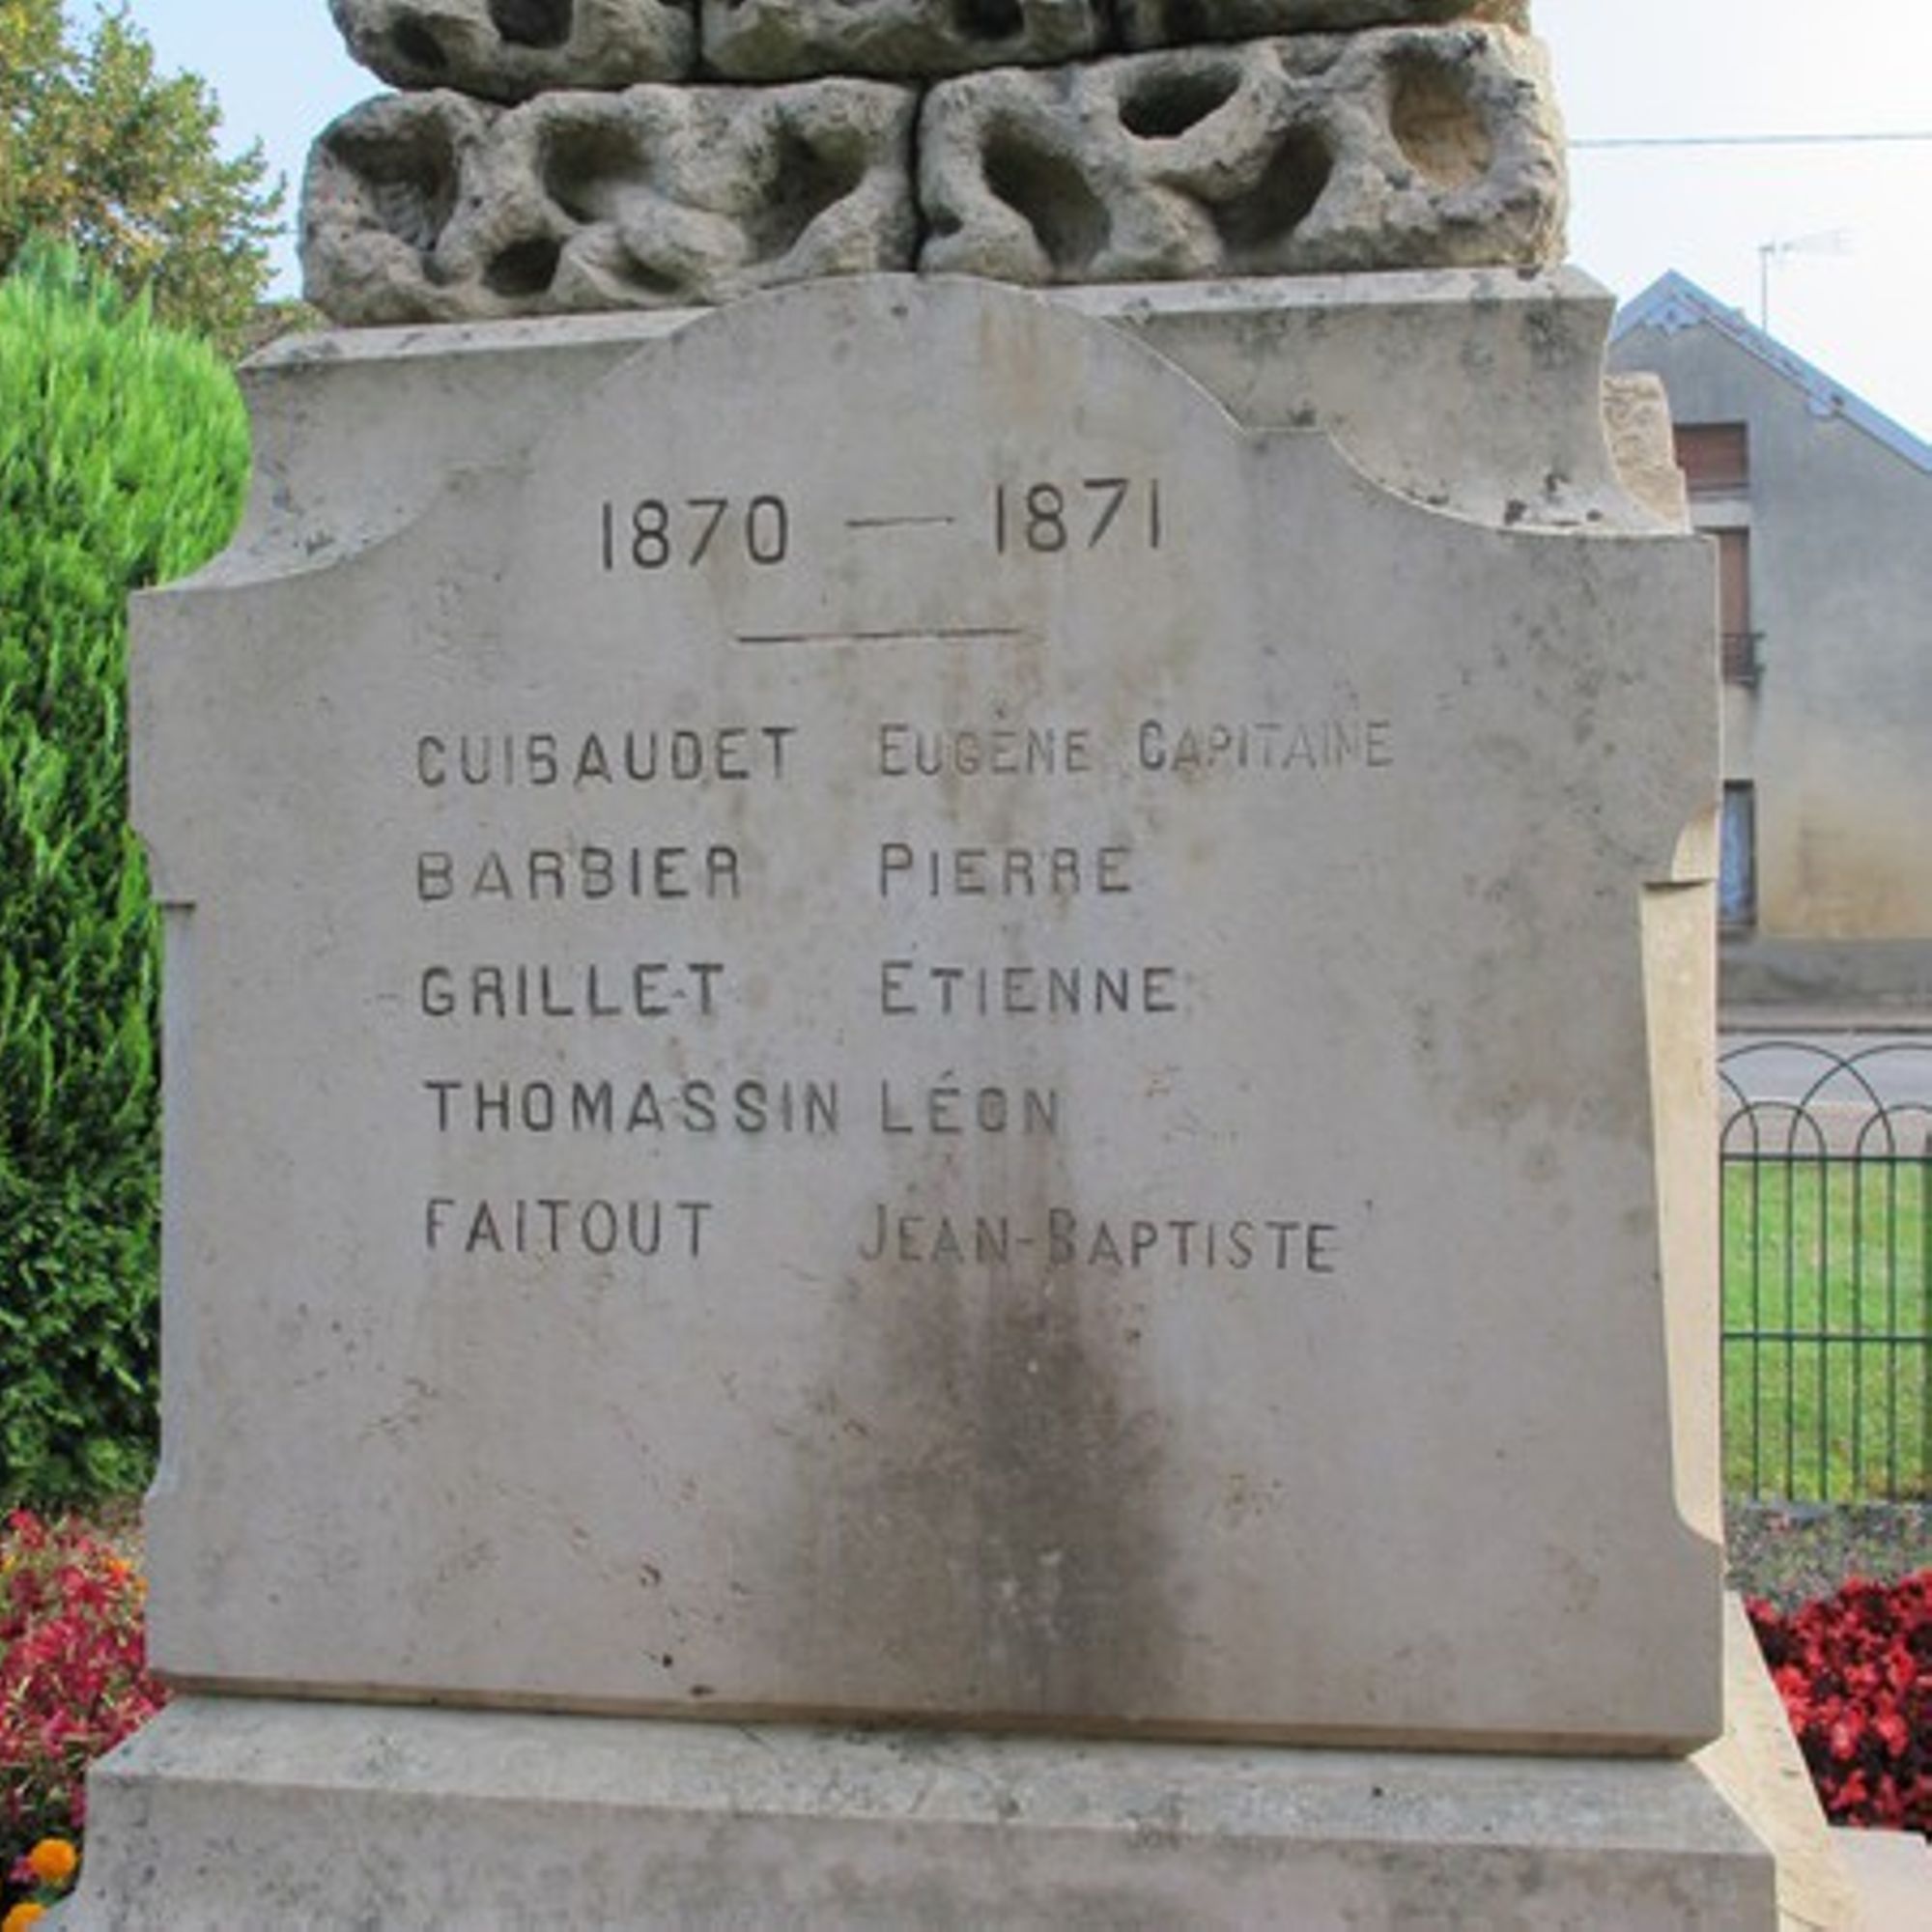 1870 — 1871
CUISAUDET EUGÈNE CAPITAINE
BARBIER PIERRE
GRILLET ETIENNE
THOMASSIN LÉON
FAITOUT JEAN-BAPTISTE